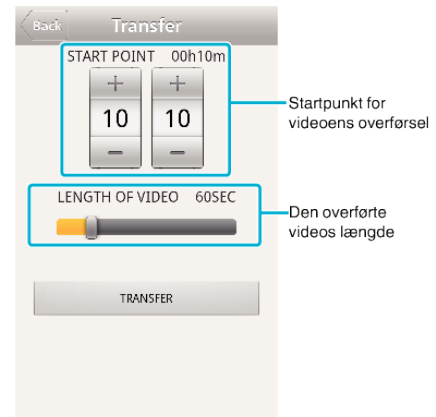 Back Transfer
START POINT 00h10m
+ +
10 10
− −
Startpunkt for
videoens overførsel
LENGTH OF VIDEO 60SEC
Den overførte
videos længde
TRANSFER